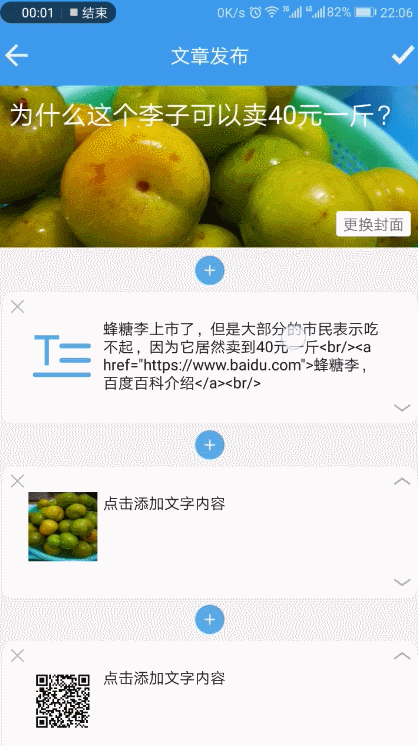 00:01 结束 0K/s 82% 22:06
文章发布
为什么这个李子可以卖40元一斤?
更换封面
蜂糖李上市了，但是大部分的市民表示吃
不起，因为它居然卖到40元一斤<br/><a
href="https://www.baidu.com">蜂糖李，
百度百科介绍</a><br/>
点击添加文字内容
点击添加文字内容